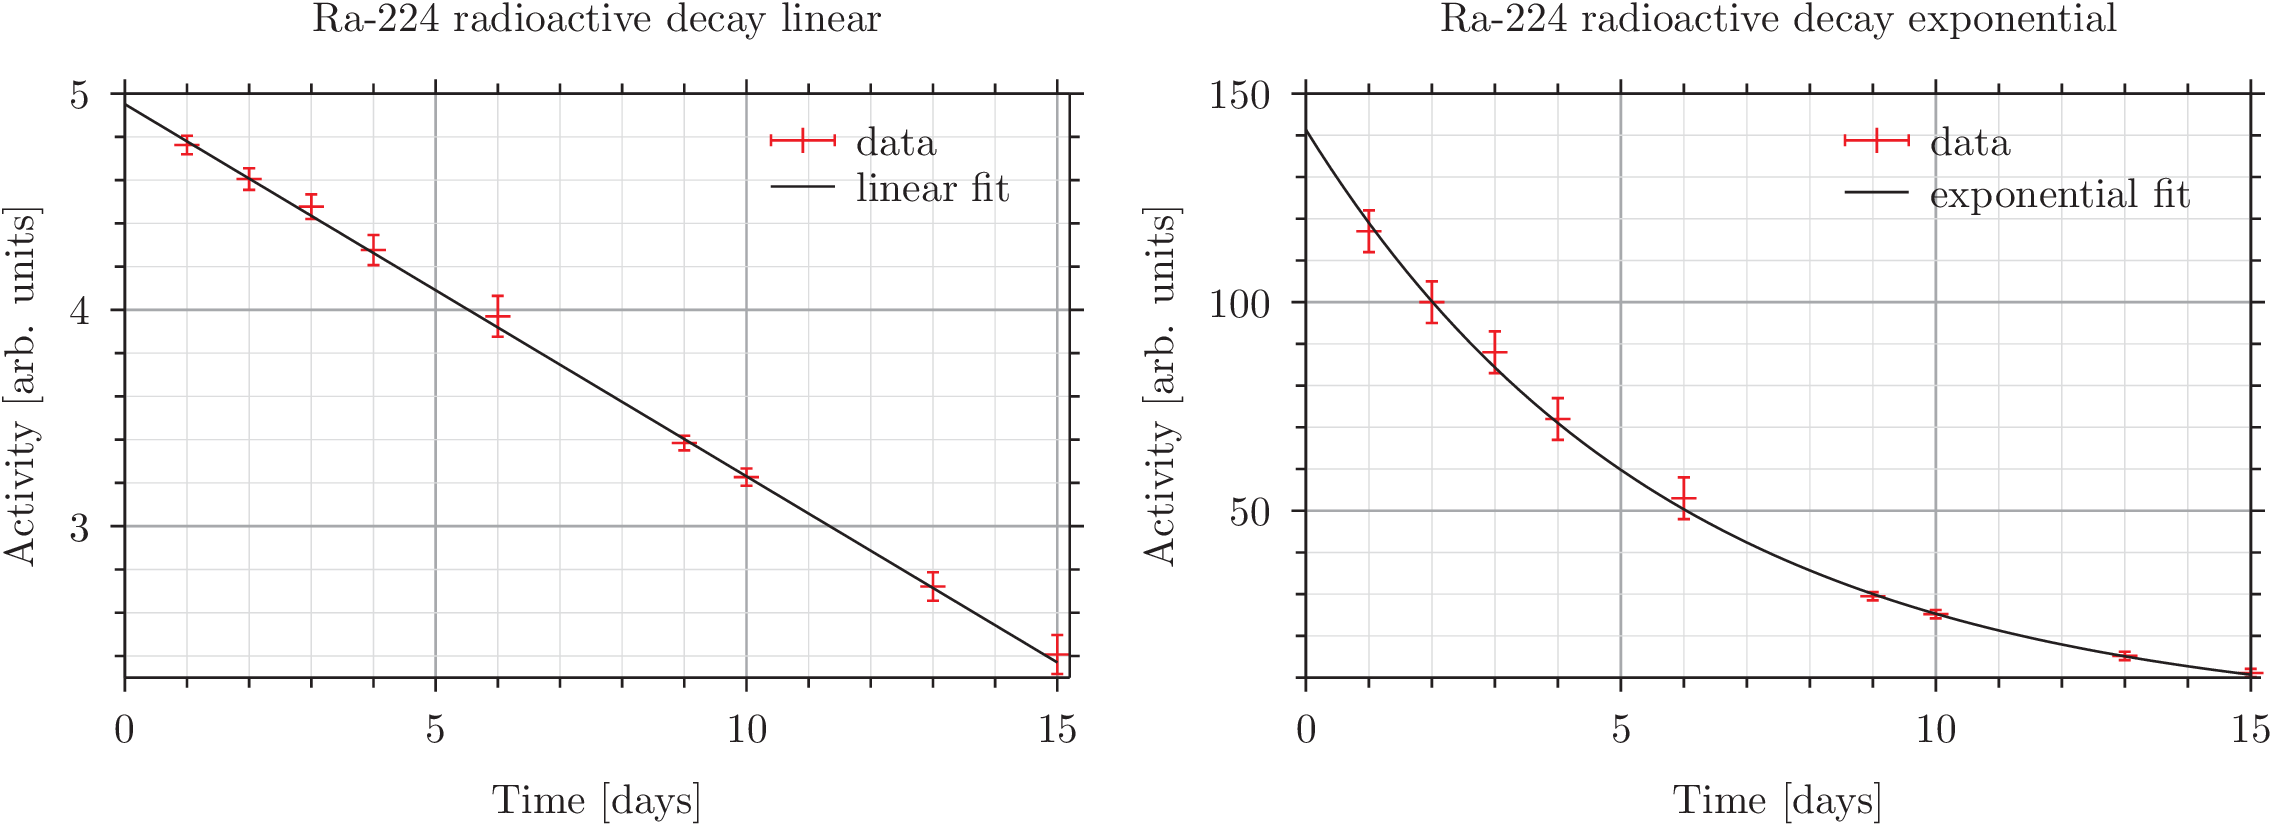 Ra-224 radioactive decay linear
5
4
3
0 5 10 15
Activity [arb. units]
Time [days]
data
linear fit
Ra-224 radioactive decay exponential
150
100
50
0 5 10 15
Activity [arb. units]
Time [days]
data
exponential fit